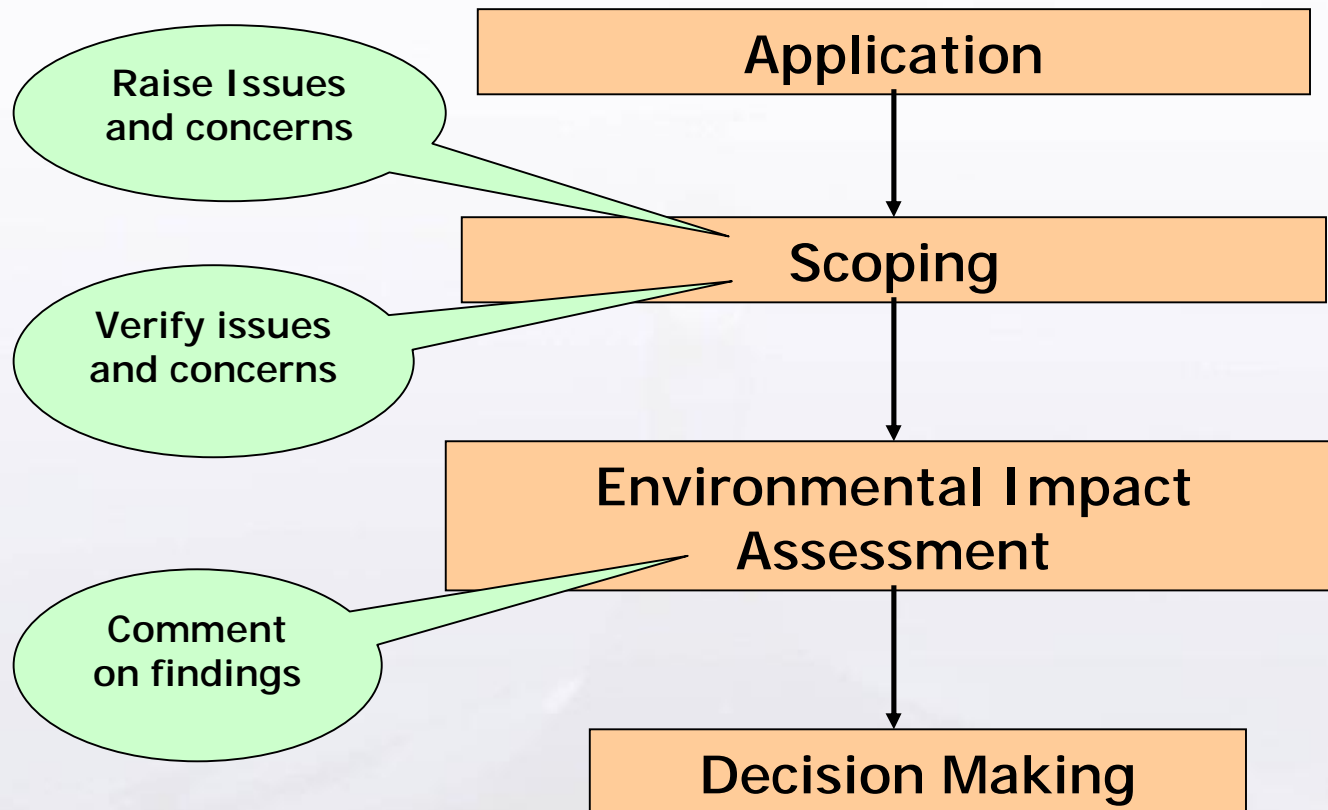 Application
Raise Issues
and concerns
Scoping
Verify issues
and concerns
Environmental Impact
Assessment
Comment
on findings
Decision Making